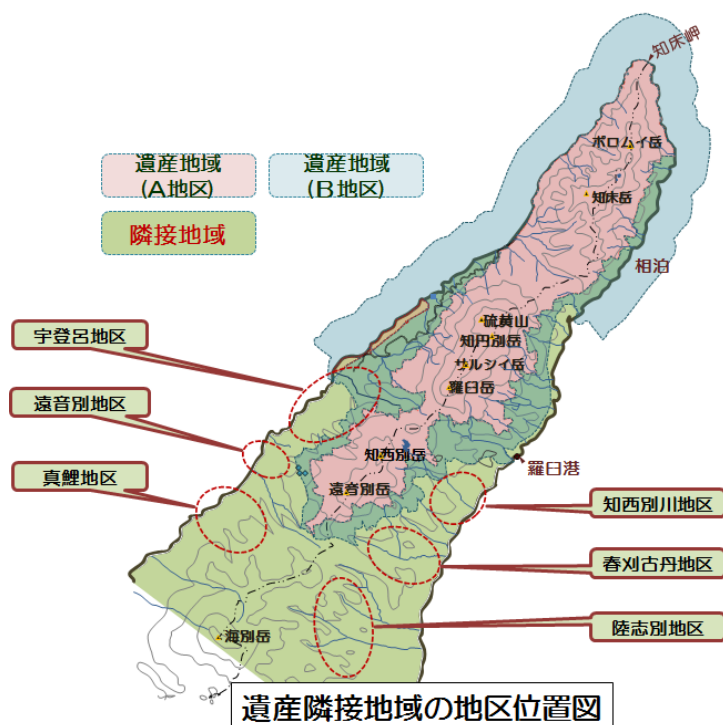 知床岬
ポロムイ岳
遺産地域
(A地区)
遺産地域
(B地区)
知床岳
隣接地域
相泊
硫黄山
知円別岳
宇登呂地区
サルシイ岳
羅臼岳
遠音別地区
知西別岳
羅臼港
真鯉地区
遠音別岳
知西別川地区
春刈古丹地区
陸志別地区
海別岳
遺産隣接地域の地区位置図